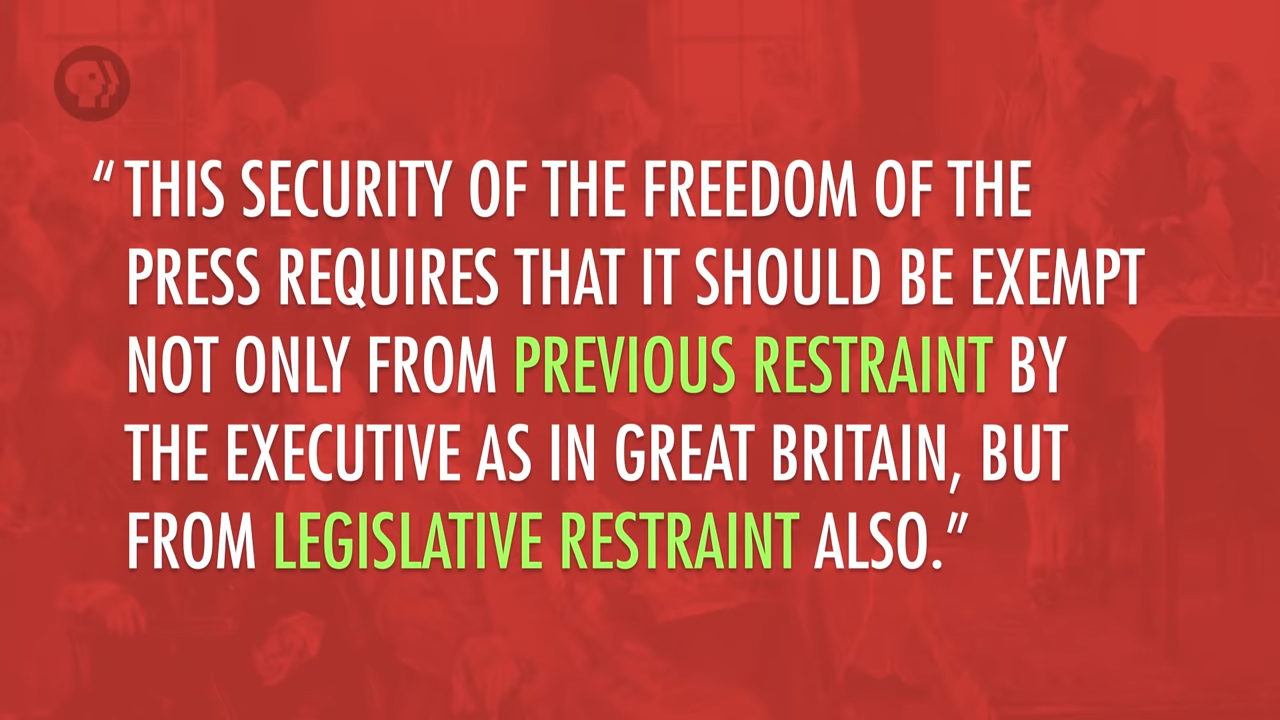 “THIS SECURITY OF THE FREEDOM OF THE
PRESS REQUIRES THAT IT SHOULD BE EXEMPT
NOT ONLY FROM PREVIOUS RESTRAINT BY
THE EXECUTIVE AS IN GREAT BRITAIN, BUT
FROM LEGISLATIVE RESTRAINT ALSO.”